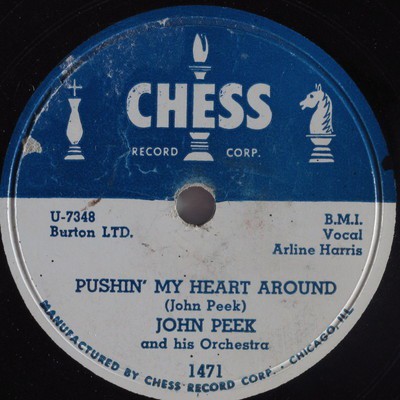 CHESS
RECORD CORP.
U-7348
Burton LTD.
B.M.I.
Vocal
Arline Harris
PUSHIN' MY HEART AROUND
(John Peek)
JOHN PEEK
and his Orchestra
1471
MANUFACTURED BY CHESS RECORD CORP. · CHICAGO, ILL